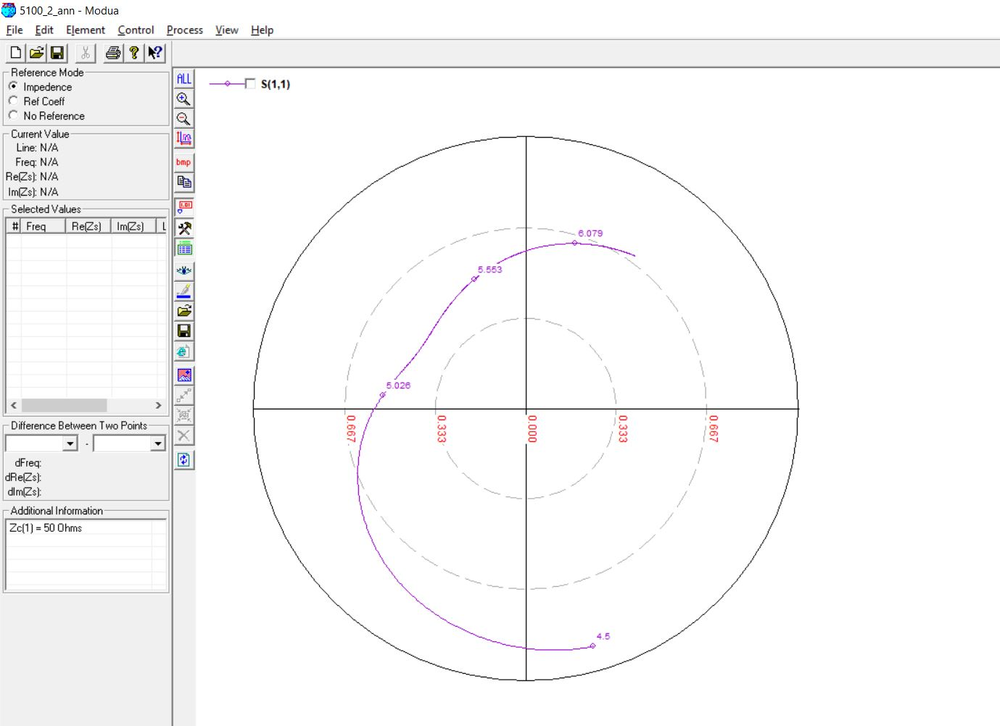 5100_2_ann - Modua
File Edit Element Control Process View Help
Reference Mode
Impedence
Ref Coeff
No Reference
Current Value
Line: N/A
Freq: N/A
Re(Zs): N/A
Im(Zs): N/A
Selected Values
# Freq Re(Zs) Im(Zs) L
Difference Between Two Points
-
dFreq:
dRe(Zs):
dIm(Zs):
Additional Information
Zc(1) = 50 Ohms
ALL
bmp
1.01
S(1,1)
6.079
5.553
5.026
0.667 0.333 0.000 0.333 0.667
4.5